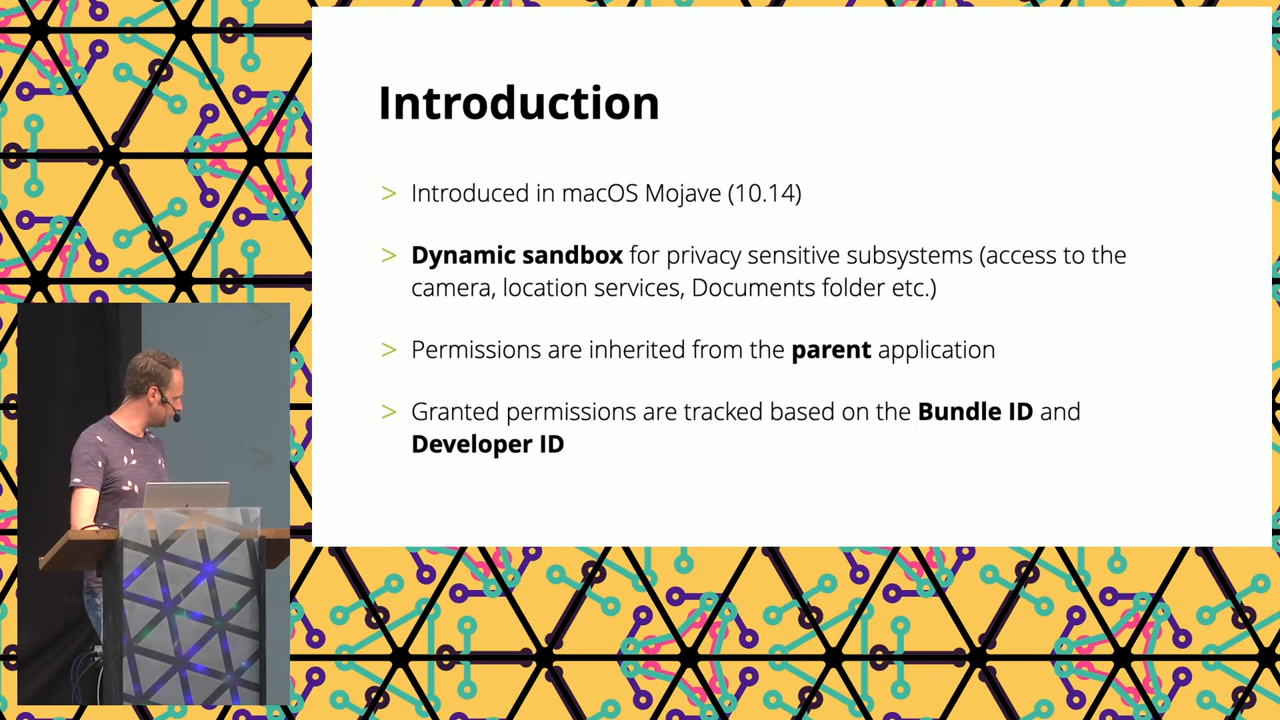 Introduction
> Introduced in macOS Mojave (10.14)
> Dynamic sandbox for privacy sensitive subsystems (access to the
camera, location services, Documents folder etc.)
> Permissions are inherited from the parent application
> Granted permissions are tracked based on the Bundle ID and
Developer ID